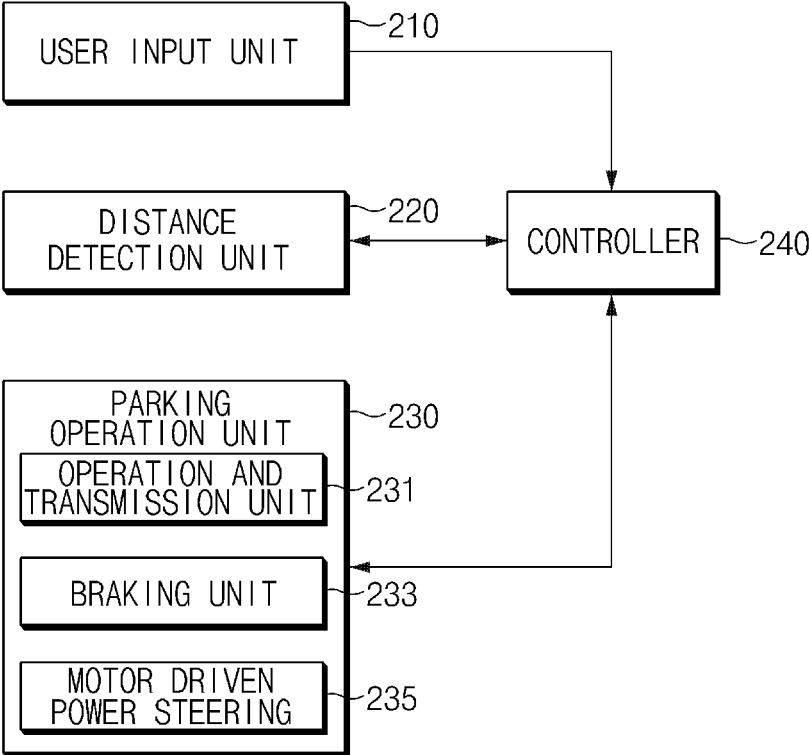 210
USER INPUT UNIT
DISTANCE
DETECTION UNIT
220
CONTROLLER
240
PARKING
OPERATION UNIT
230
OPERATION AND
TRANSMISSION UNIT
231
BRAKING UNIT
233
MOTOR DRIVEN
POWER STEERING
235